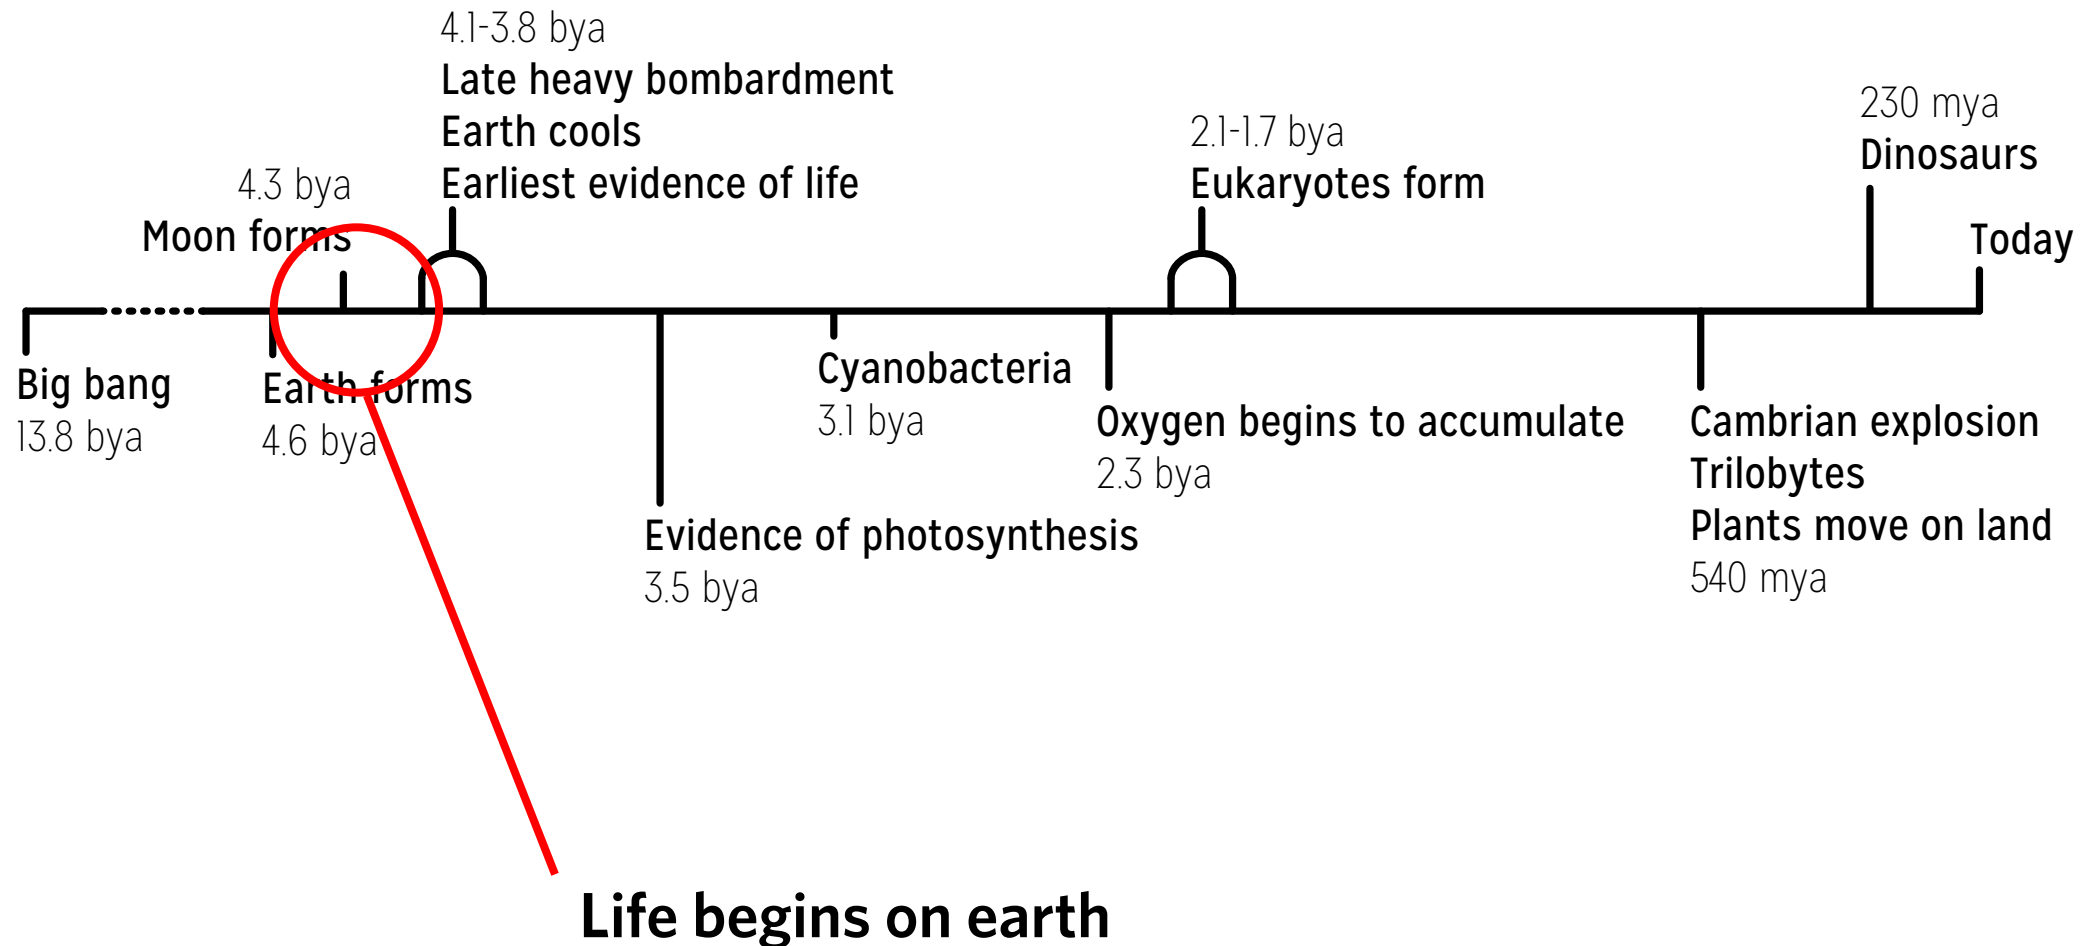 4.1-3.8 bya
Late heavy bombardment
Earth cools
Earliest evidence of life
4.3 bya
Moon forms
2.1-1.7 bya
Eukaryotes form
230 mya
Dinosaurs
Today
Big bang
13.8 bya
Earth forms
4.6 bya
Cyanobacteria
3.1 bya
Oxygen begins to accumulate
2.3 bya
Evidence of photosynthesis
3.5 bya
Cambrian explosion
Trilobytes
Plants move on land
540 mya
Life begins on earth